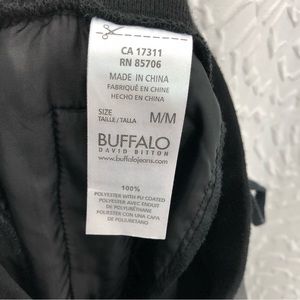 CA 17311
RN 85706
MADE IN CHINA
FABRIQUÉ EN CHINE
HECHO EN CHINA
SIZE
TAILLE/TALLA M/M
BUFFALO
DAVID BITTON
www.buffalojeans.com
100%
POLYESTER WITH PU COATED
POLYESTER AVEC ENDUIT
DE POLYURÉTHANE
POLYESTER CON UNA CAPA
DE POLIURETANO